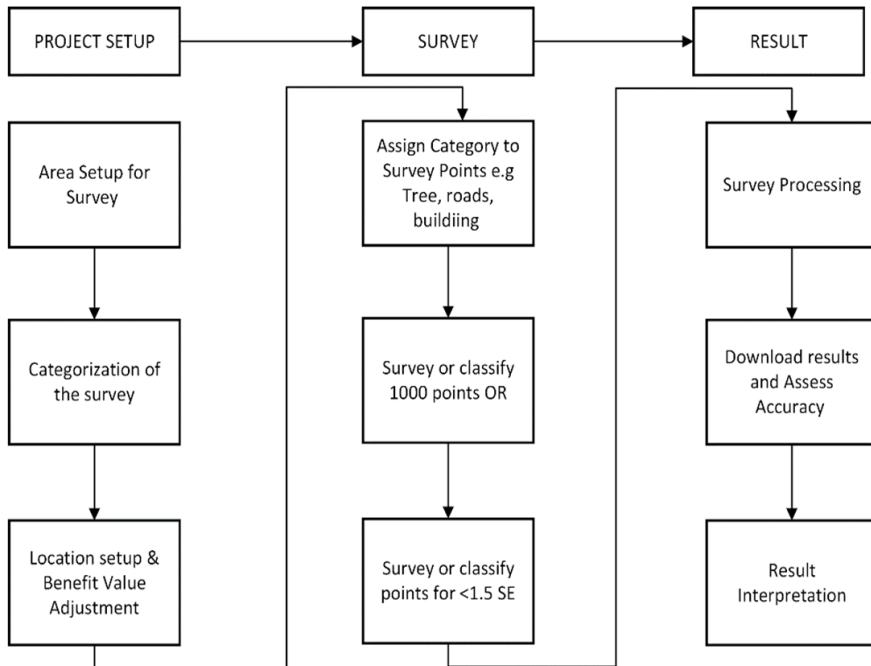 PROJECT SETUP
SURVEY
RESULT
Area Setup for
Survey
Categorization of
the survey
Location setup &
Benefit Value
Adjustment
Assign Category to
Survey Points e.g
Tree, roads,
buildiing
Survey or classify
1000 points OR
Survey or classify
points for <1.5 SE
Survey Processing
Download results
and Assess
Accuracy
Result
Interpretation